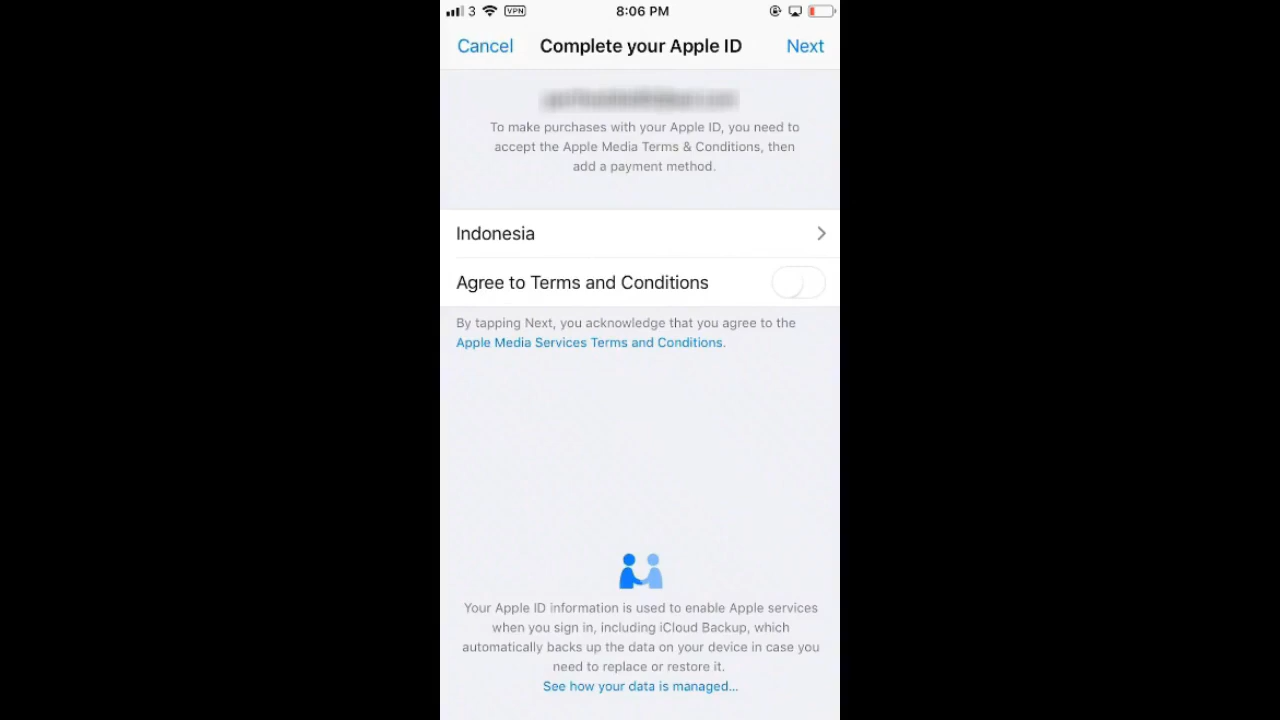 3 VPN 8:06 PM
Cancel Complete your Apple ID Next
To make purchases with your Apple ID, you need to
accept the Apple Media Terms & Conditions, then
add a payment method.
Indonesia
Agree to Terms and Conditions
By tapping Next, you acknowledge that you agree to the
Apple Media Services Terms and Conditions.
Your Apple ID information is used to enable Apple services
when you sign in, including iCloud Backup, which
automatically backs up the data on your device in case you
need to replace or restore it.
See how your data is managed...